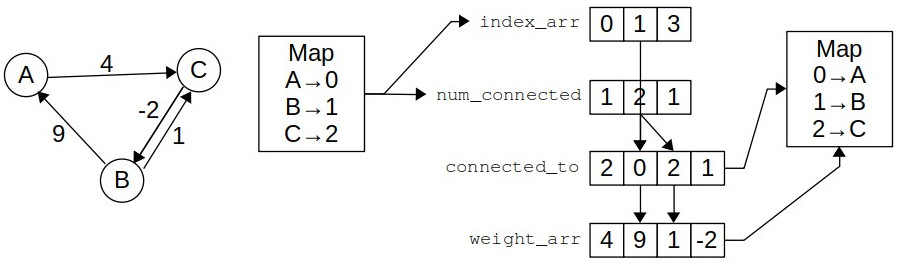 A
4
C
-2
1
9
B
Map
A→0
B→1
C→2
index_arr 0 1 3
num_connected 1 2 1
connected_to 2 0 2 1
weight_arr 4 9 1 -2
Map
0→A
1→B
2→C